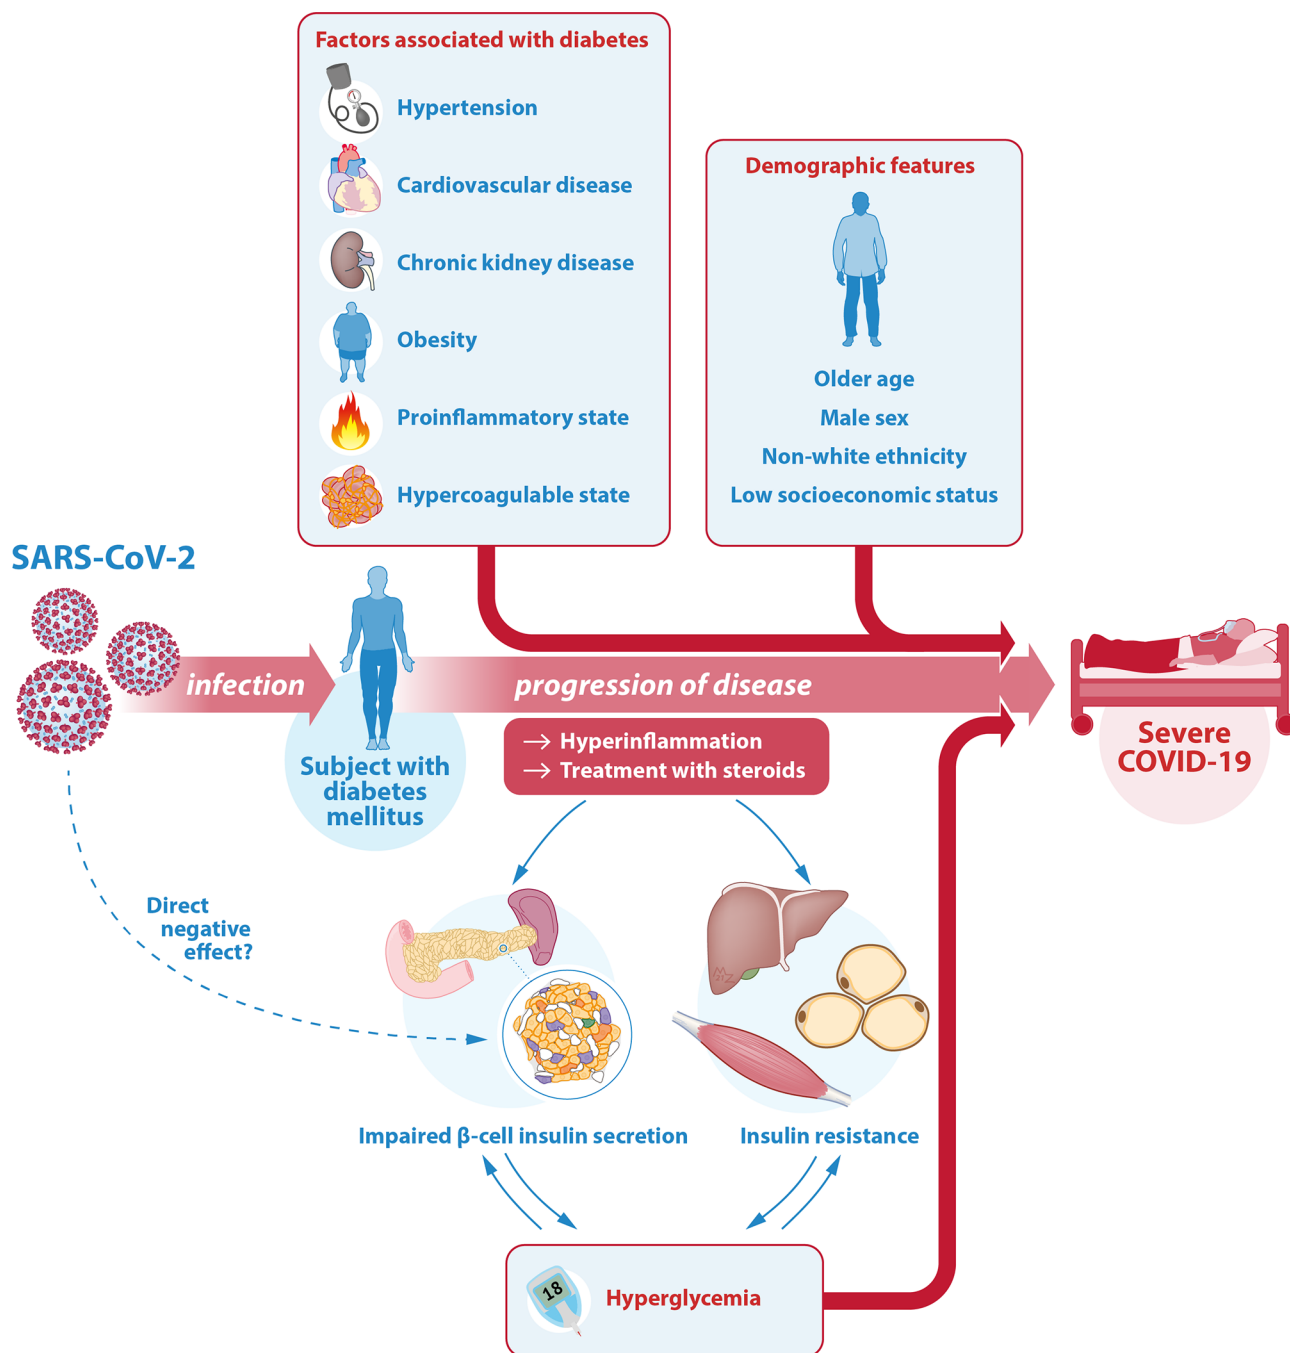 Factors associated with diabetes
Hypertension
Cardiovascular disease
Chronic kidney disease
Obesity
Proinflammatory state
Hypercoagulable state
Demographic features
Older age
Male sex
Non-white ethnicity
Low socioeconomic status
SARS-CoV-2
infection
progression of disease
Subject with
diabetes
mellitus
→ Hyperinflammation
→ Treatment with steroids
Severe
COVID-19
Direct
negative
effect?
Impaired β-cell insulin secretion
Insulin resistance
18
Hyperglycemia